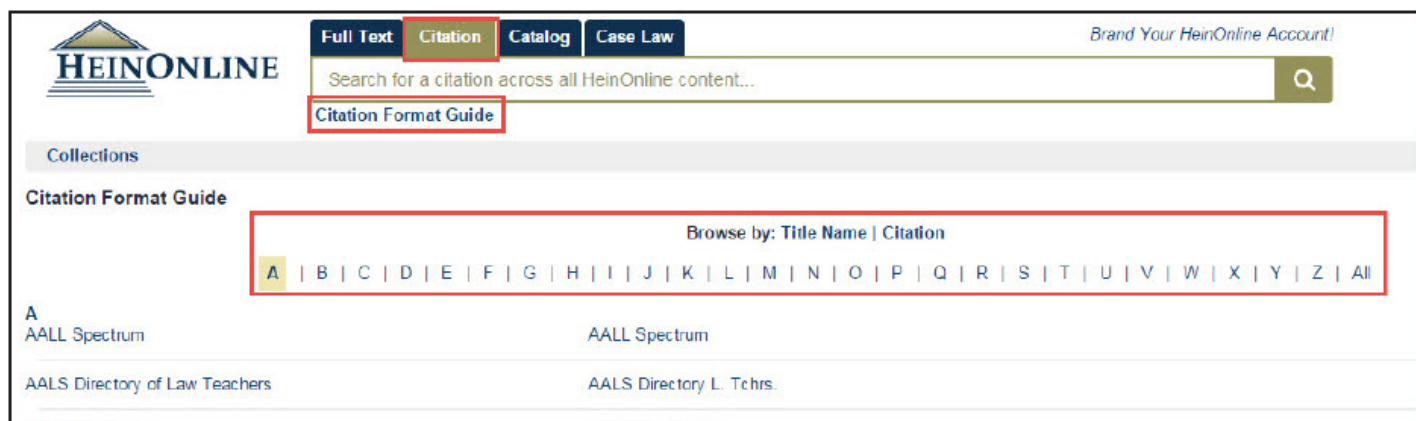 HEINONLINE
Full Text Citation Catalog Case Law
Brand Your HeinOnline Account!
Search for a citation across all HeinOnline content...
Citation Format Guide
Collections
Citation Format Guide
Browse by: Title Name | Citation
A | B | C | D | E | F | G | H | I | J | K | L | M | N | O | P | Q | R | S | T | U | V | W | X | Y | Z | All
A
AALL Spectrum AALL Spectrum
AALS Directory of Law Teachers AALS Directory L. Tchrs.